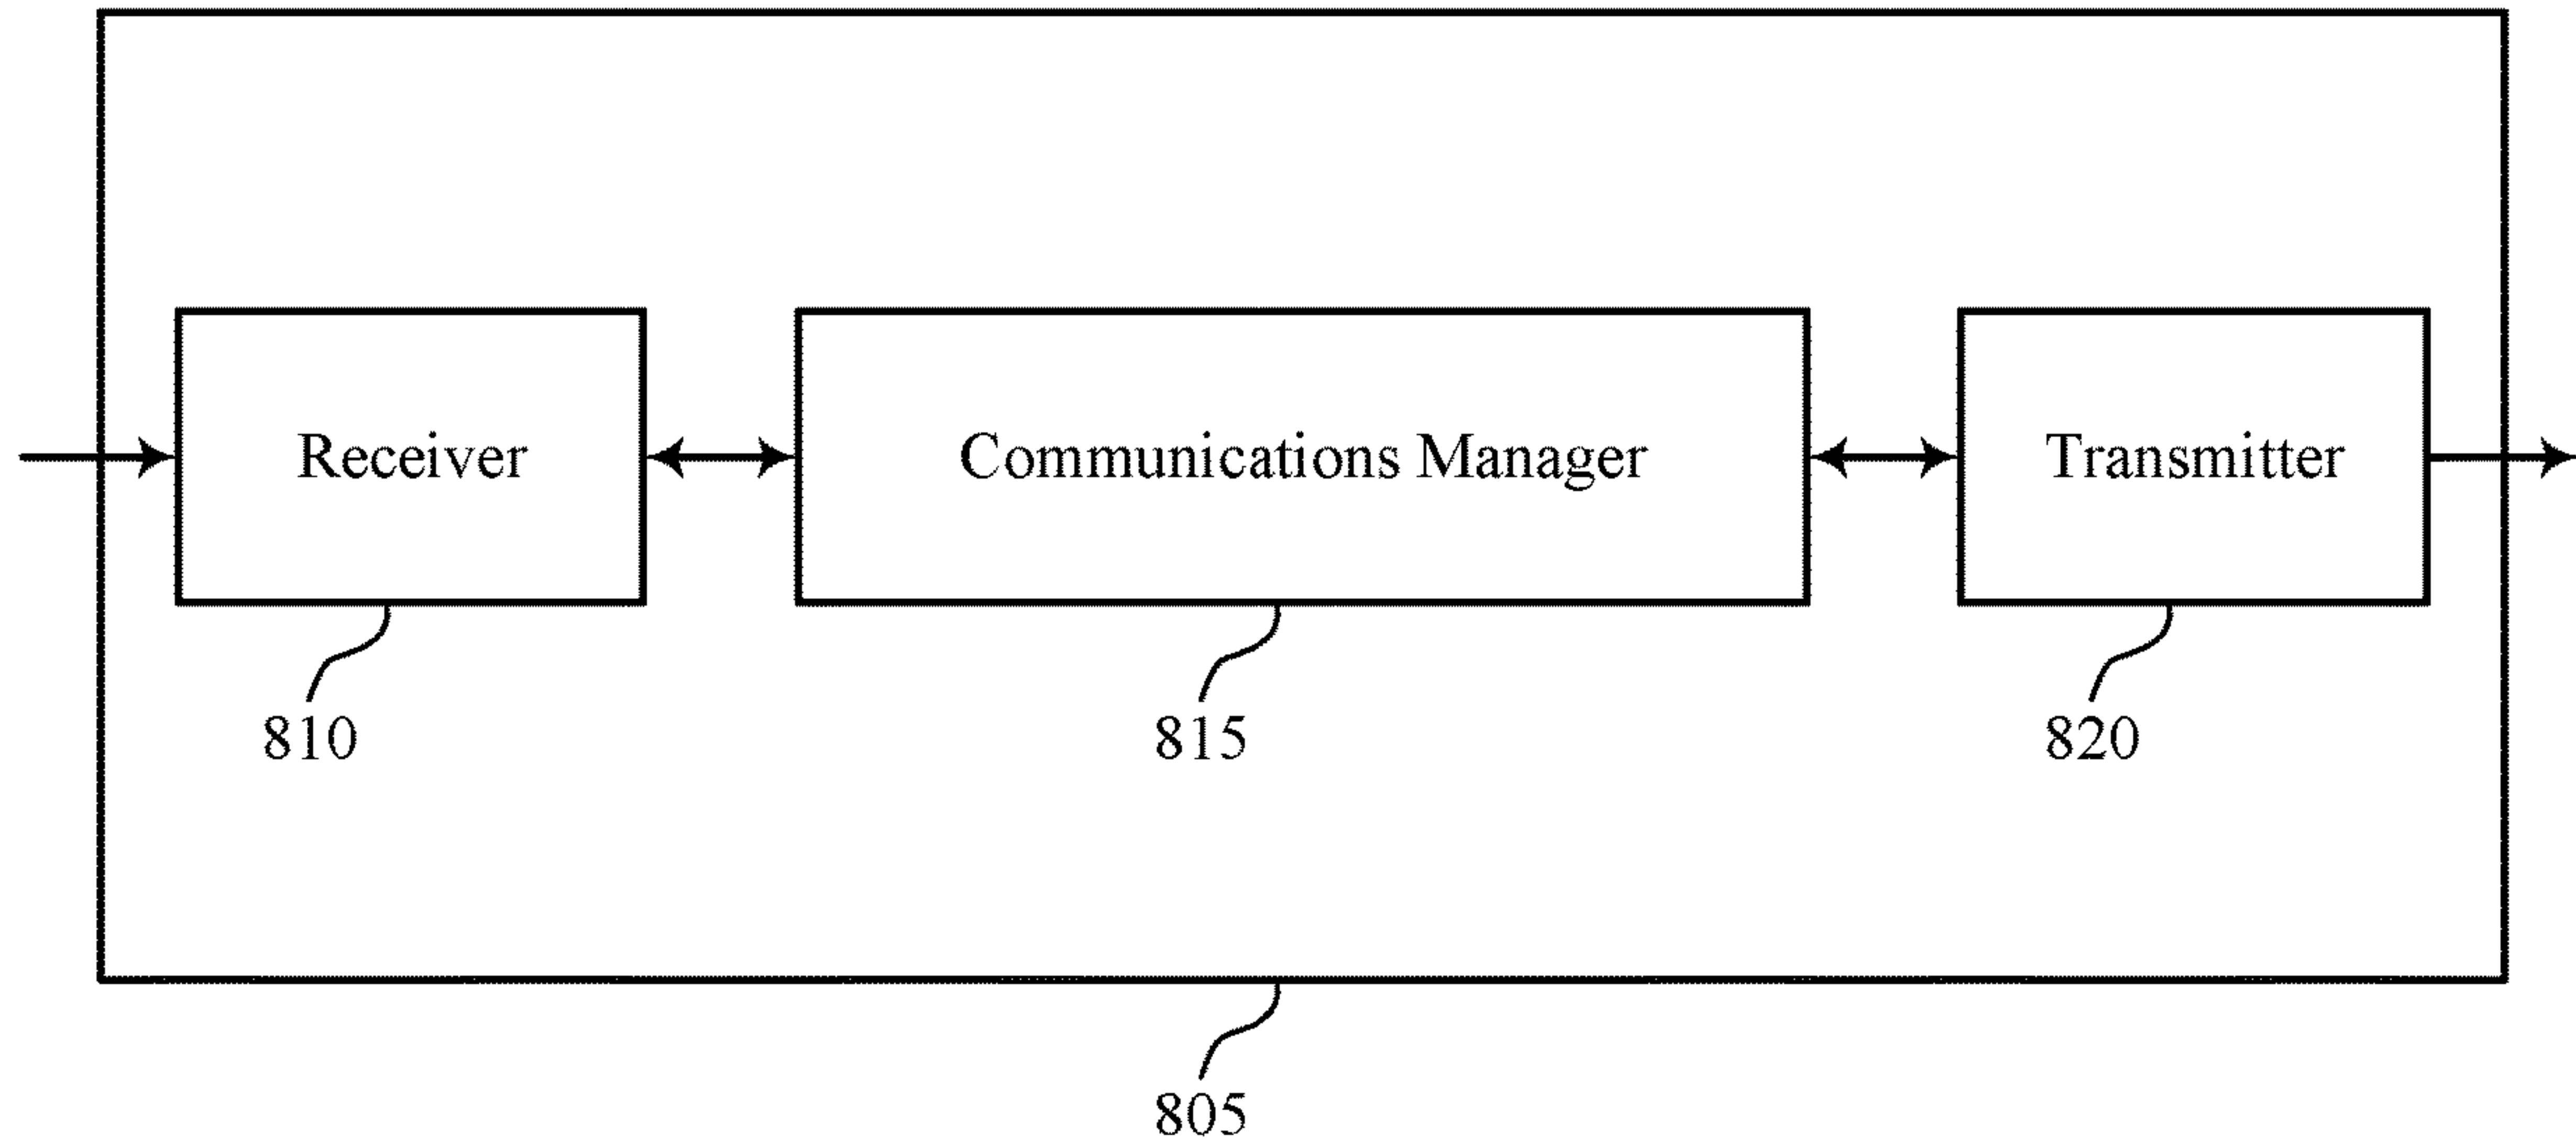 Receiver
Communications Manager
Transmitter
810
815
820
805